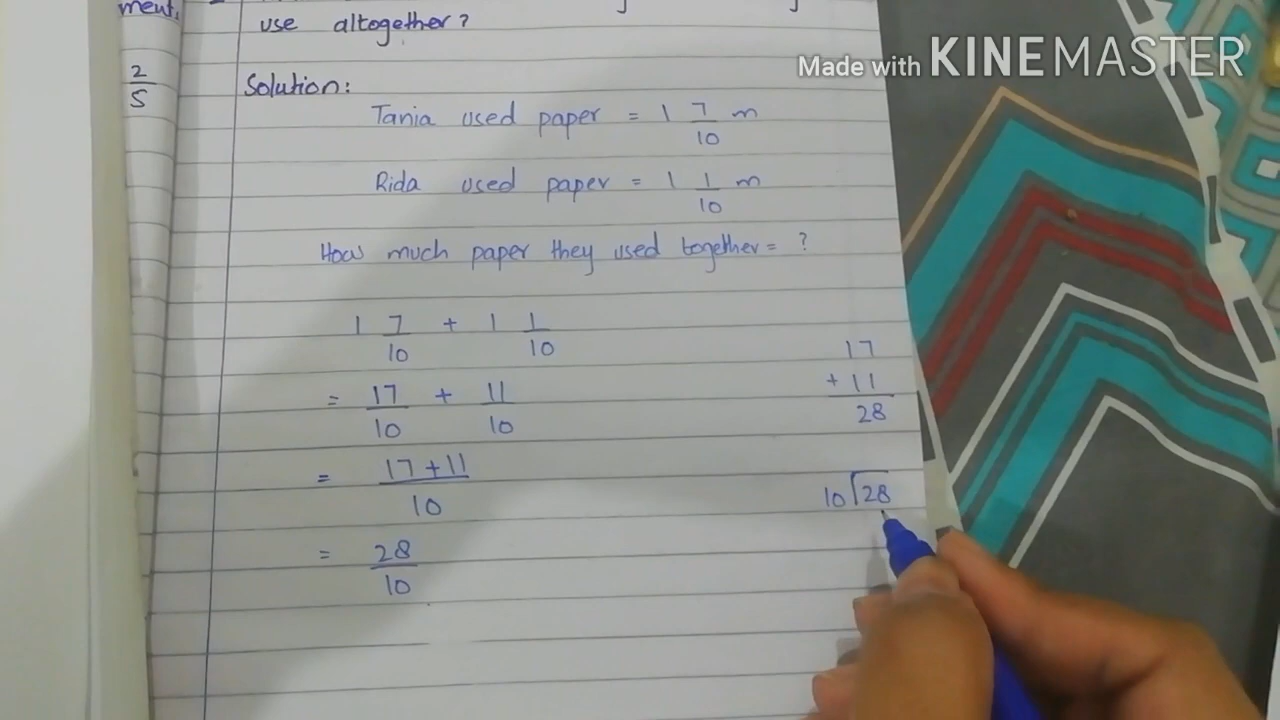 ment.
use altogether?
2
5
Solution:
Made with KINEMASTER
Tania used paper = 1 7/10 m
Rida used paper = 1 1/10 m
How much paper they used together = ?
1 7/10 + 1 1/10
= 17/10 + 11/10
= 17+11/10
= 28/10
17
+ 11
28
10 28